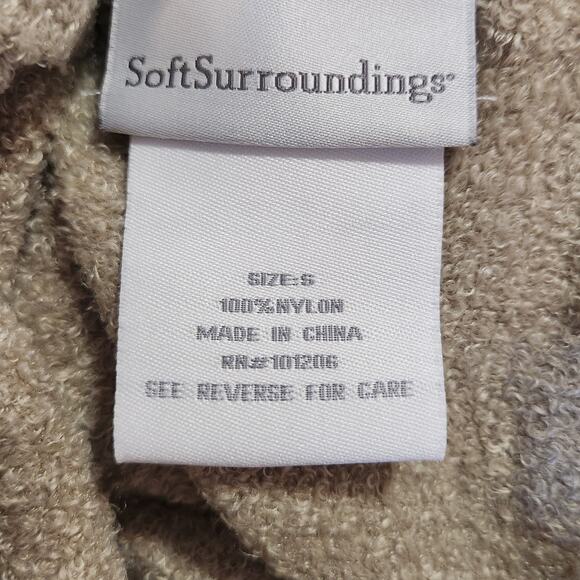 SoftSurroundings®
SIZE:S
100%NYLON
MADE IN CHINA
RN#101206
SEE REVERSE FOR CARE